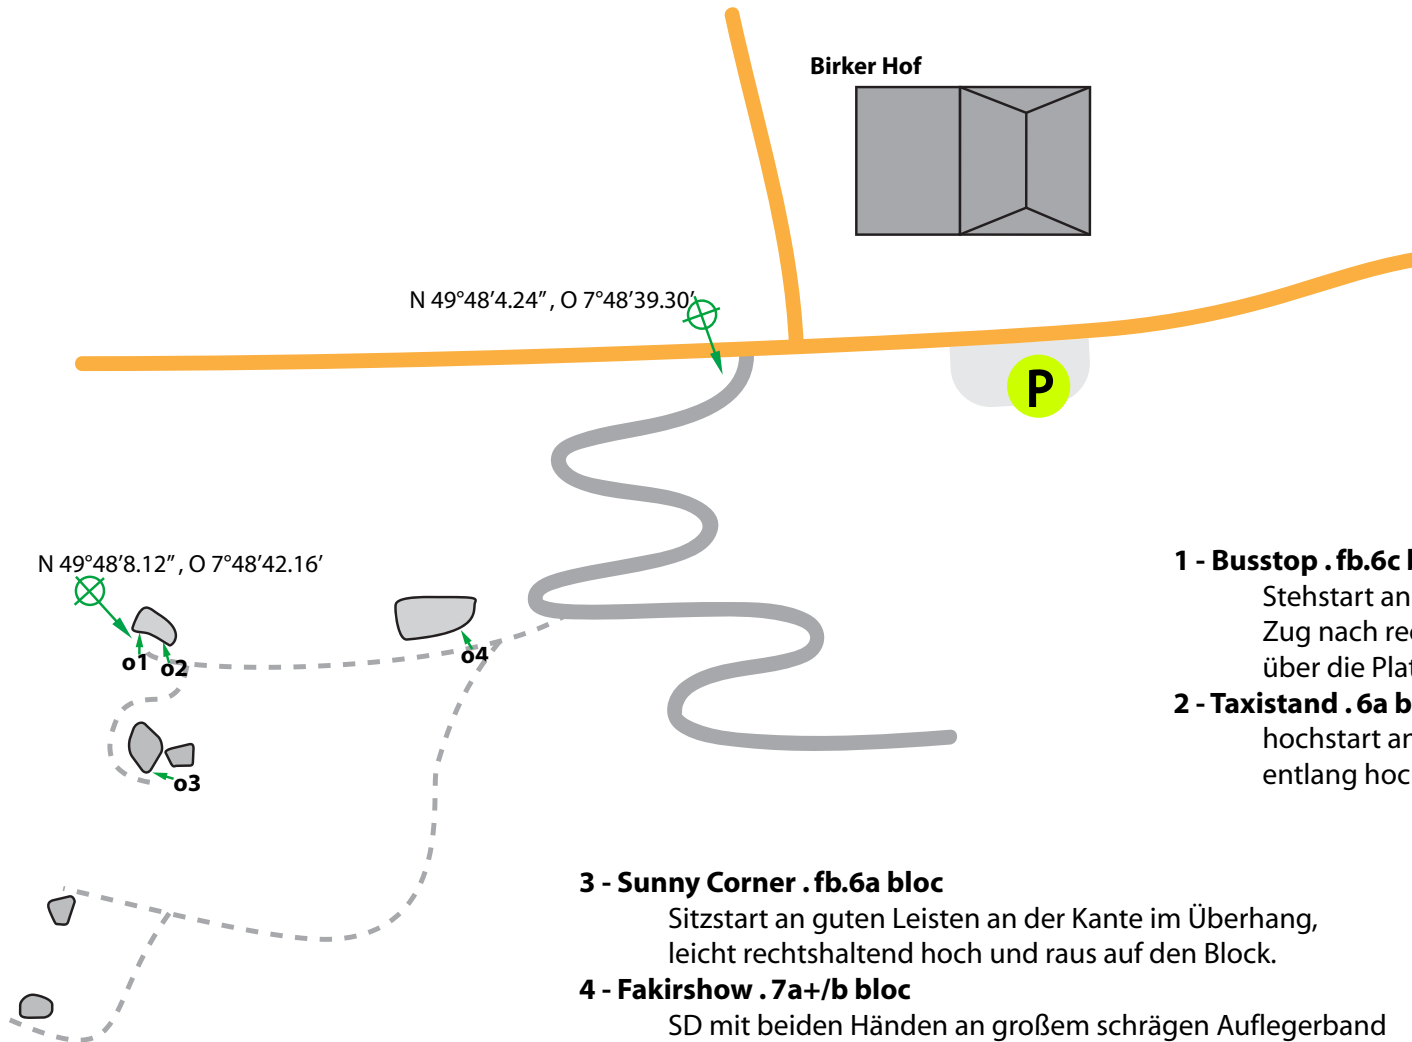 Birker Hof
N 49°48’4.24” , O 7°48’39.30’
P
N 49°48’8.12” , O 7°48’42.16’
o1
o2
o4
o3
1 - Busstop . fb.6c
Stehstart an
Zug nach
über die
2 - Taxistand . 6a
hochstart
entlang
3 - Sunny Corner . fb.6a bloc
Sitzstart an guten Leisten an der Kante im Überhang,
leicht rechtshaltend hoch und raus auf den Block.
4 - Fakirshow . 7a+/b bloc
SD mit beiden Händen an großem schrägen Auflegerband